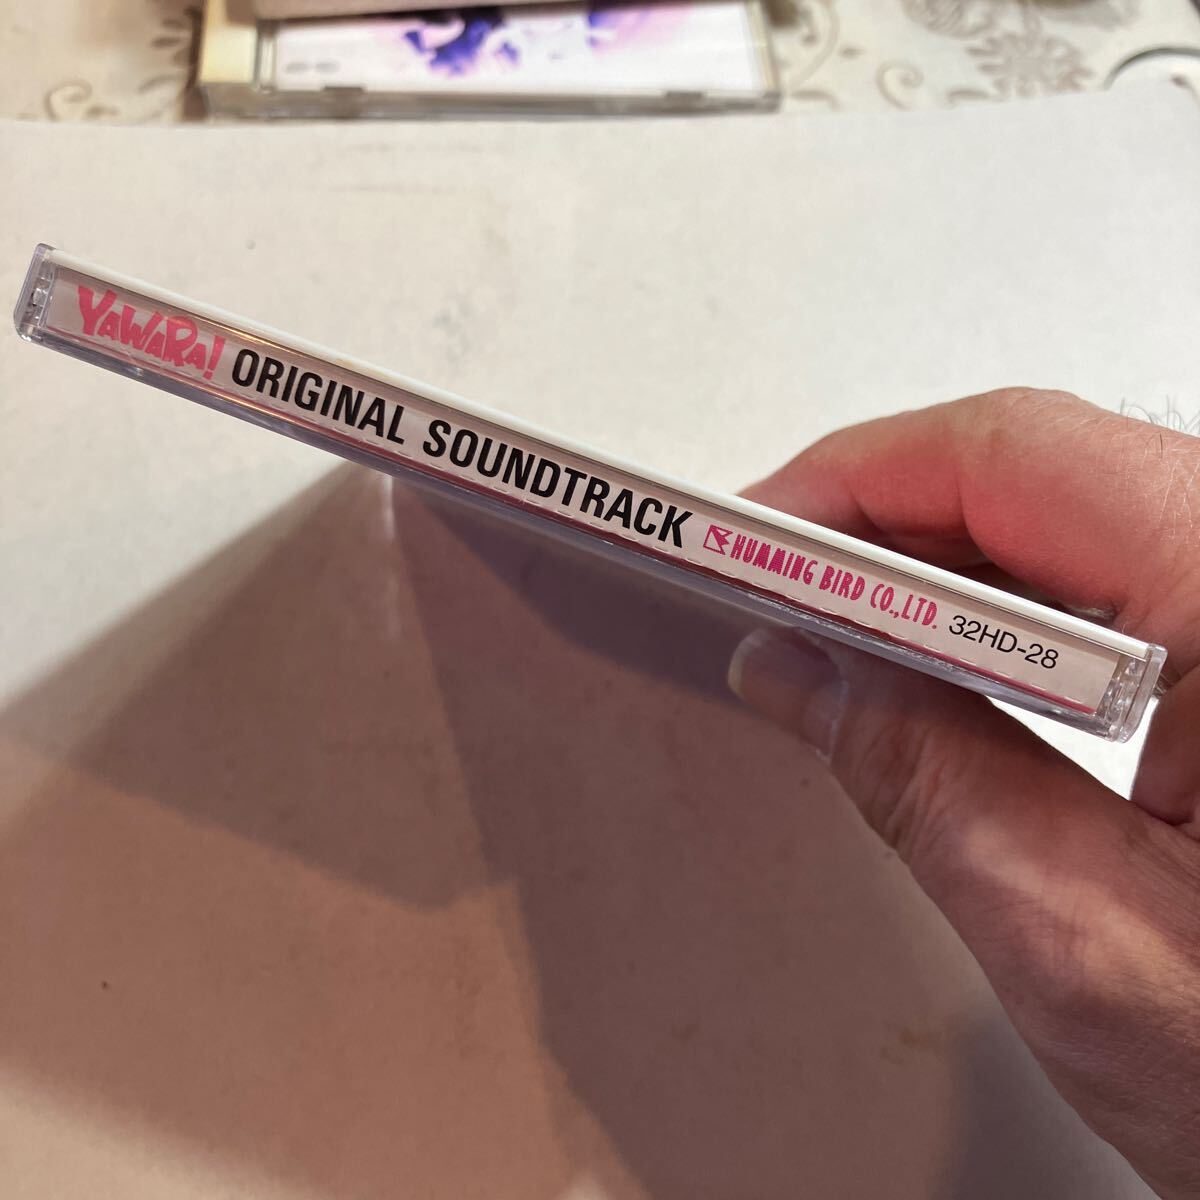 YAWARA! ORIGINAL SOUNDTRACK HUMMING BIRD CO.,LTD. 32HD-28